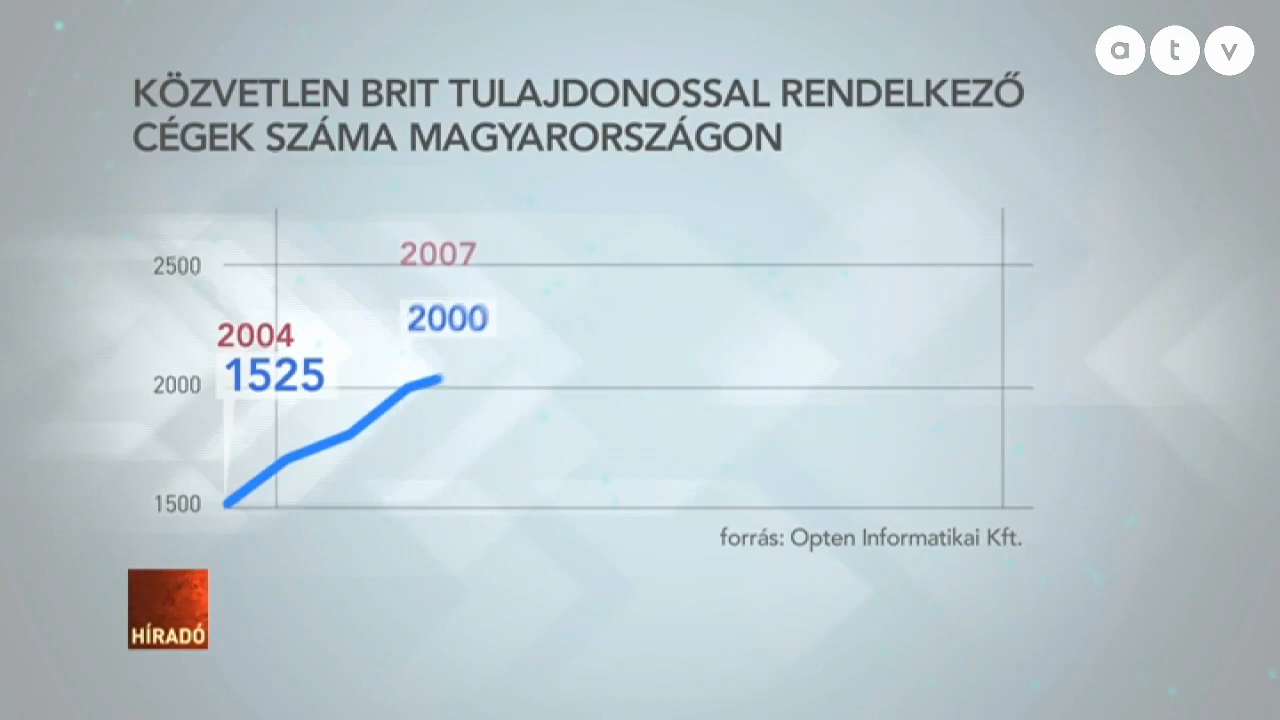 atv
KÖZVETLEN BRIT TULAJDONOSSAL RENDELKEZŐ
CÉGEK SZÁMA MAGYARORSZÁGON
2007
2500
2000
2004
1525
2000
1500
forrás: Opten Informatikai Kft.
HÍRADÓ